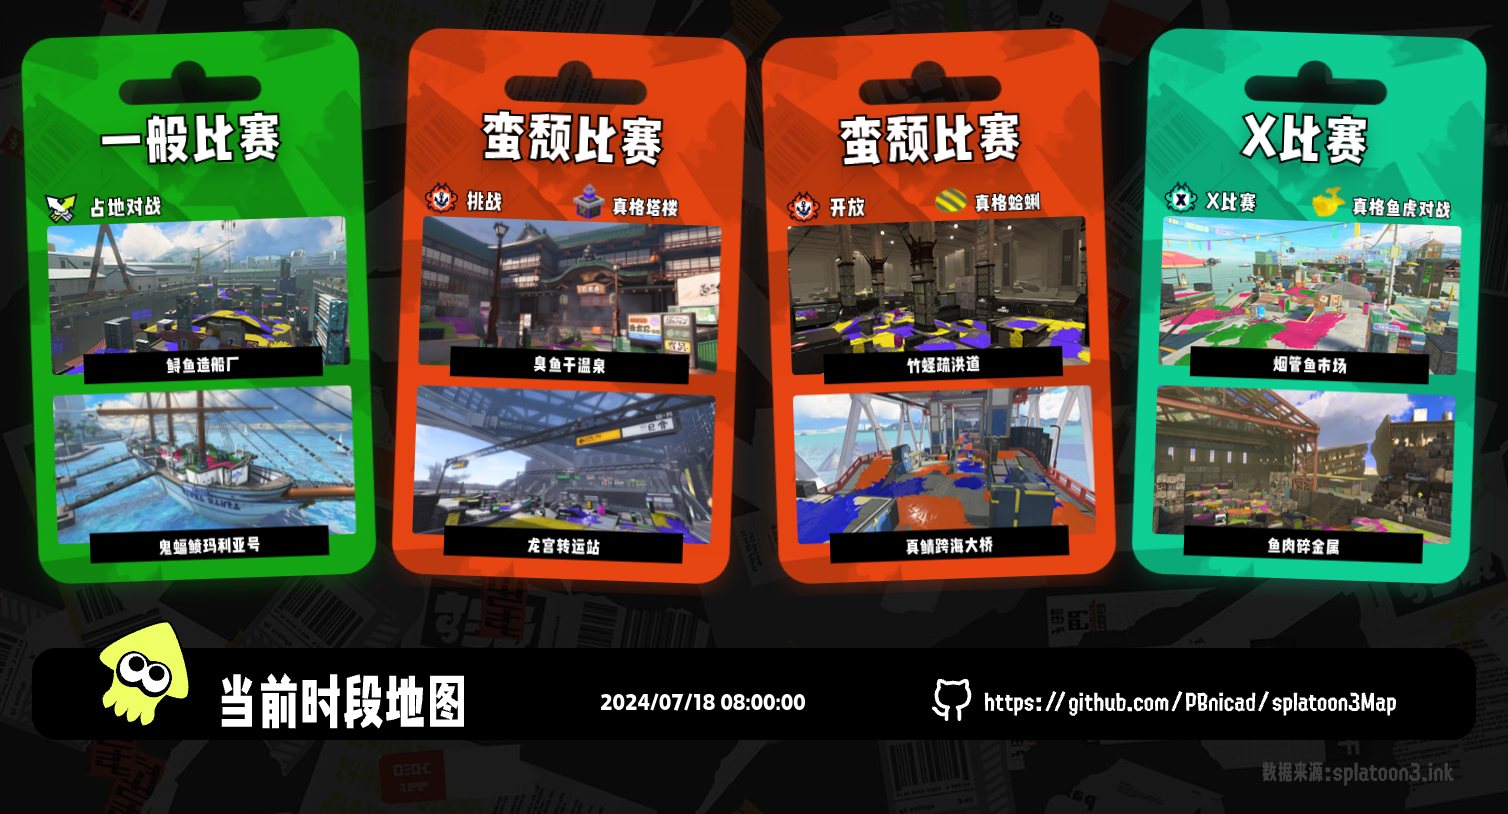 一般比赛
占地对战
鲟鱼造船厂
鬼蝠鲼玛利亚号
蛮颓比赛
挑战
真格塔楼
臭鱼干温泉
龙宫转运站
蛮颓比赛
开放
真格蛤蜊
竹蛏疏洪道
真鲭跨海大桥
X比赛
X比赛
真格鱼虎对战
烟管鱼市场
鱼肉碎金属
当前时段地图
2024/07/18 08:00:00
https://github.com/PBnicad/splatoon3Map
数据来源:splatoon3.ink